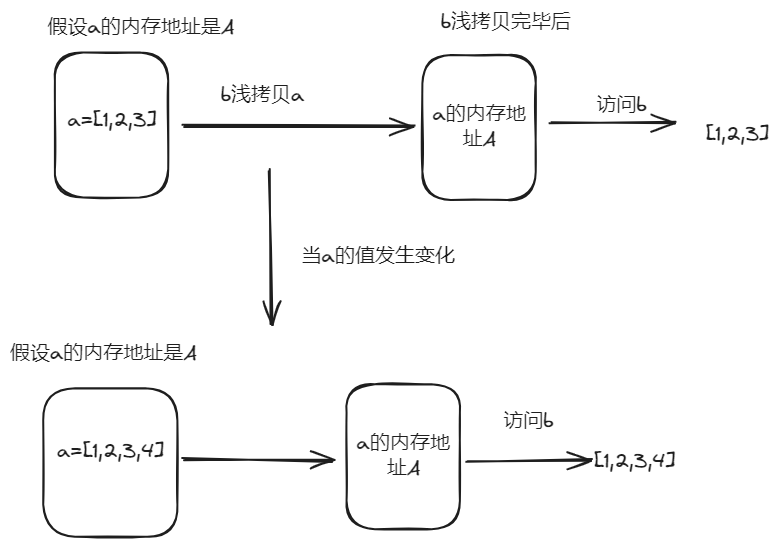 假设a的内存地址是A
b浅拷贝完毕后
a=[1,2,3]
b浅拷贝a
a的内存地
址A
访问b
[1,2,3]
当a的值发生变化
假设a的内存地址是A
a=[1,2,3,4]
a的内存地
址A
访问b
[1,2,3,4]